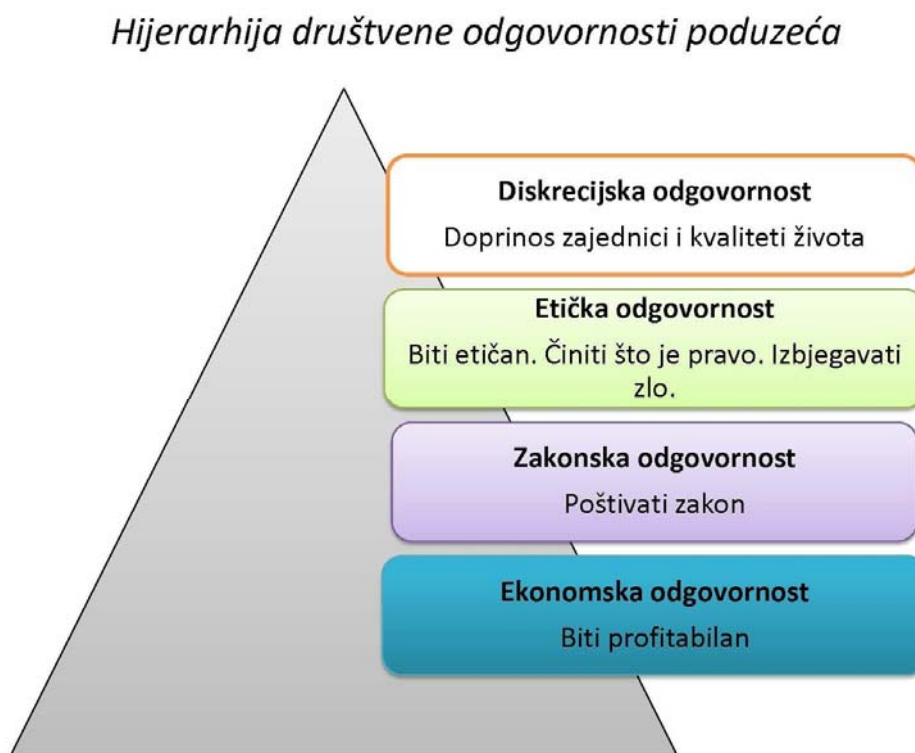 Hijerarhija društvene odgovornosti poduzeća
Diskrecijska odgovornost
Doprinos zajednici i kvaliteti života
Etička odgovornost
Biti etičan. Činiti što je pravo. Izbjegavati
zlo.
Zakonska odgovornost
Poštivati zakon
Ekonomska odgovornost
Biti profitabilan